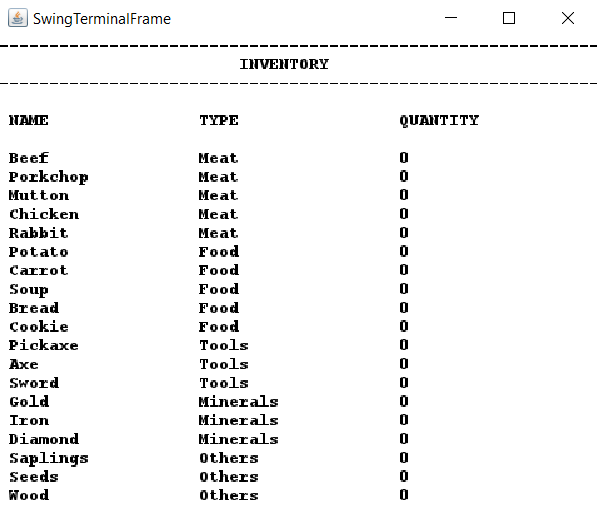 SwingTerminalFrame
INVENTORY
NAME TYPE QUANTITY
Beef Meat 0
Porkchop Meat 0
Mutton Meat 0
Chicken Meat 0
Rabbit Meat 0
Potato Food 0
Carrot Food 0
Soup Food 0
Bread Food 0
Cookie Food 0
Pickaxe Tools 0
Axe Tools 0
Sword Tools 0
Gold Minerals 0
Iron Minerals 0
Diamond Minerals 0
Saplings Others 0
Seeds Others 0
Wood Others 0